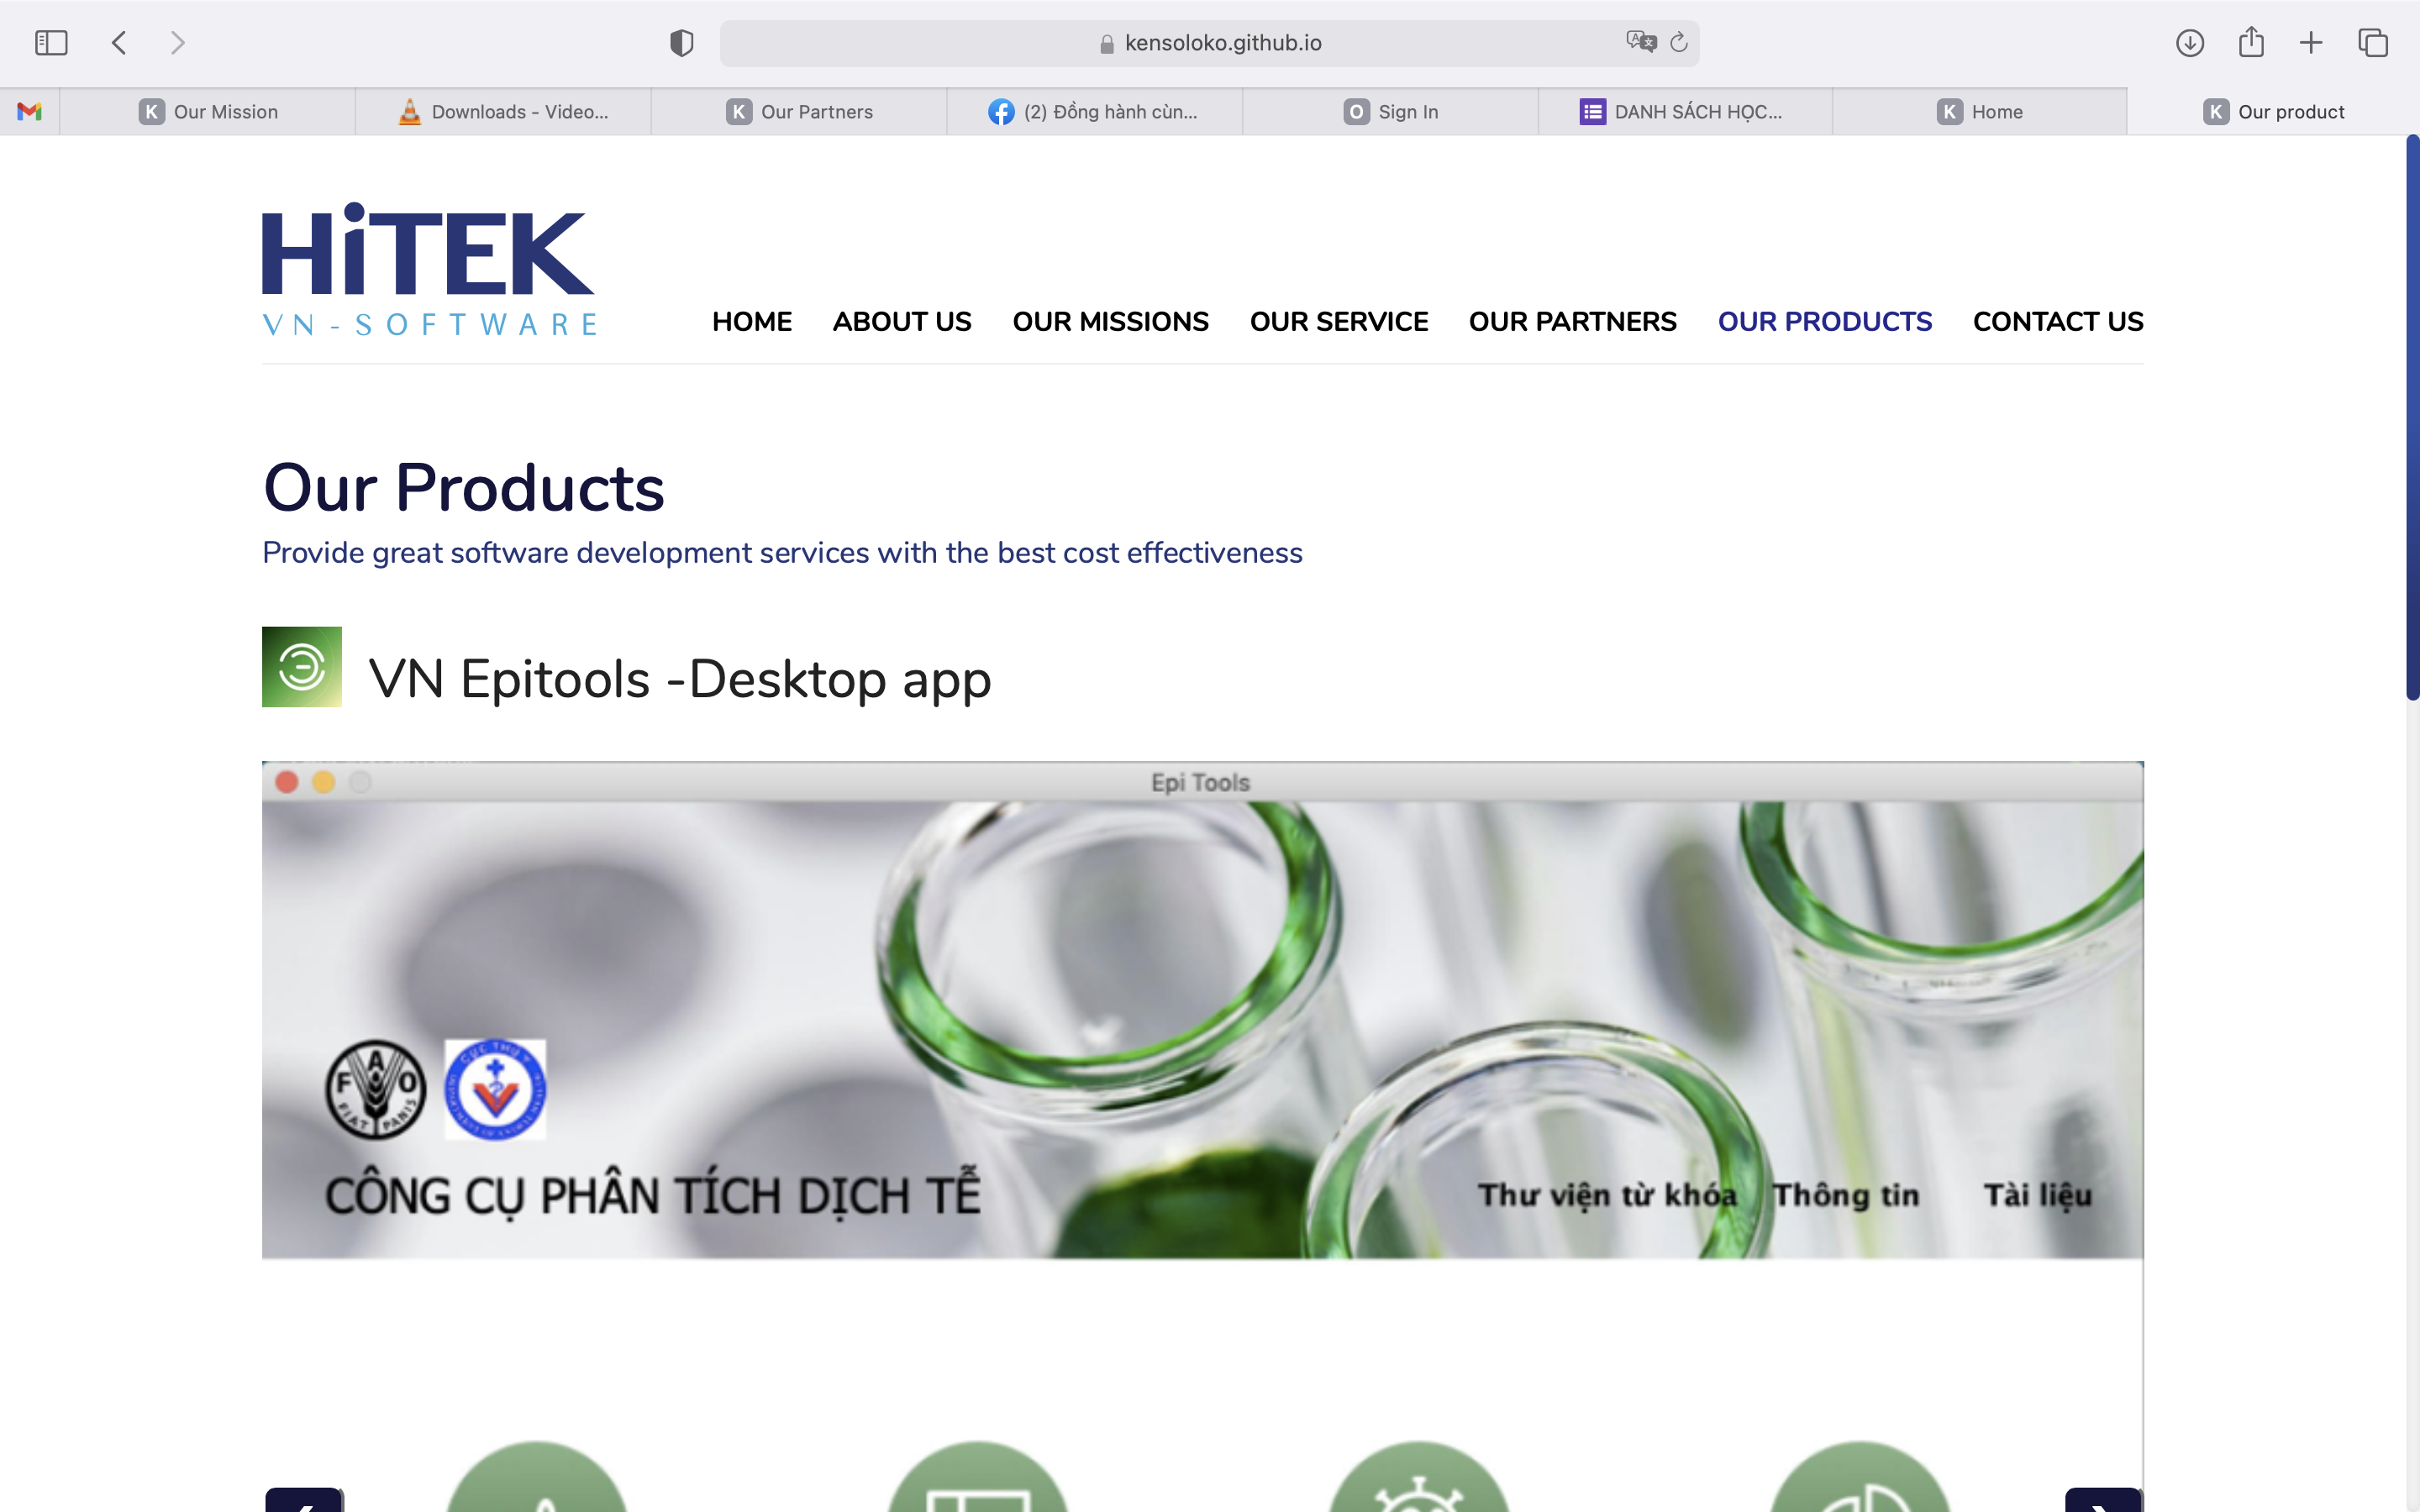 kensoloko.github.io
K Our Mission
Downloads - Video...
K Our Partners
(2) Đồng hành cùn...
O Sign In
DANH SÁCH HỌC...
K Home
K Our product
HiTEK
VN-SOFTWARE
HOME
ABOUT US
OUR MISSIONS
OUR SERVICE
OUR PARTNERS
OUR PRODUCTS
CONTACT US
Our Products
Provide great software development services with the best cost effectiveness
VN Epitools -Desktop app
Epi Tools
FAO
FIAT PANIS
CỤC THÚ Y
CÔNG CỤ PHÂN TÍCH DỊCH TỄ
Thư viện từ khóa
Thông tin
Tài liệu